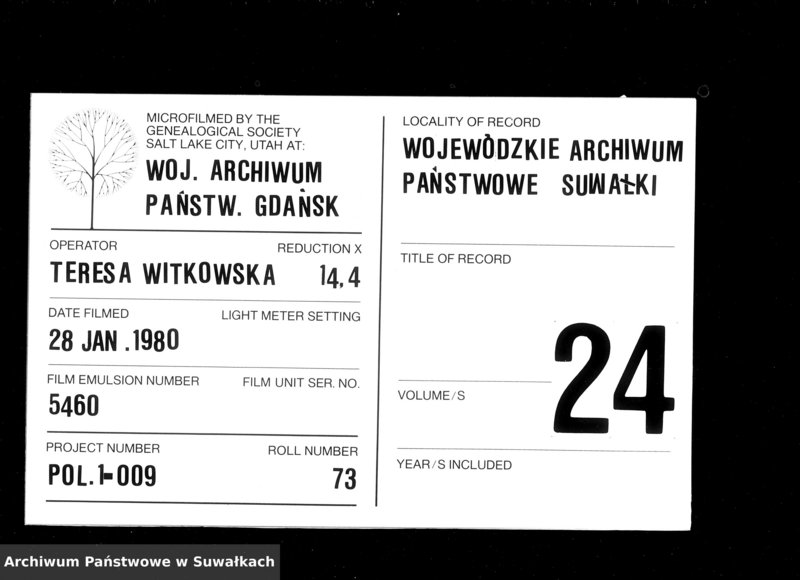 MICROFILMED BY THE
GENEALOGICAL SOCIETY
SALT LAKE CITY, UTAH AT:
WOJ. ARCHIWUM
PAŃSTW. GDAŃSK
OPERATOR
REDUCTION X
TERESA WITKOWSKA
14,4
DATE FILMED
LIGHT METER SETTING
28 JAN .1980
FILM EMULSION NUMBER
FILM UNIT SER. NO.
5460
PROJECT NUMBER
ROLL NUMBER
POL.1-009
73
LOCALITY OF RECORD
WOJEWÓDZKIE ARCHIWUM
PAŃSTWOWE SUWAŁKI
TITLE OF RECORD
24
VOLUME/S
YEAR/S INCLUDED
Archiwum Państwowe w Suwałkach